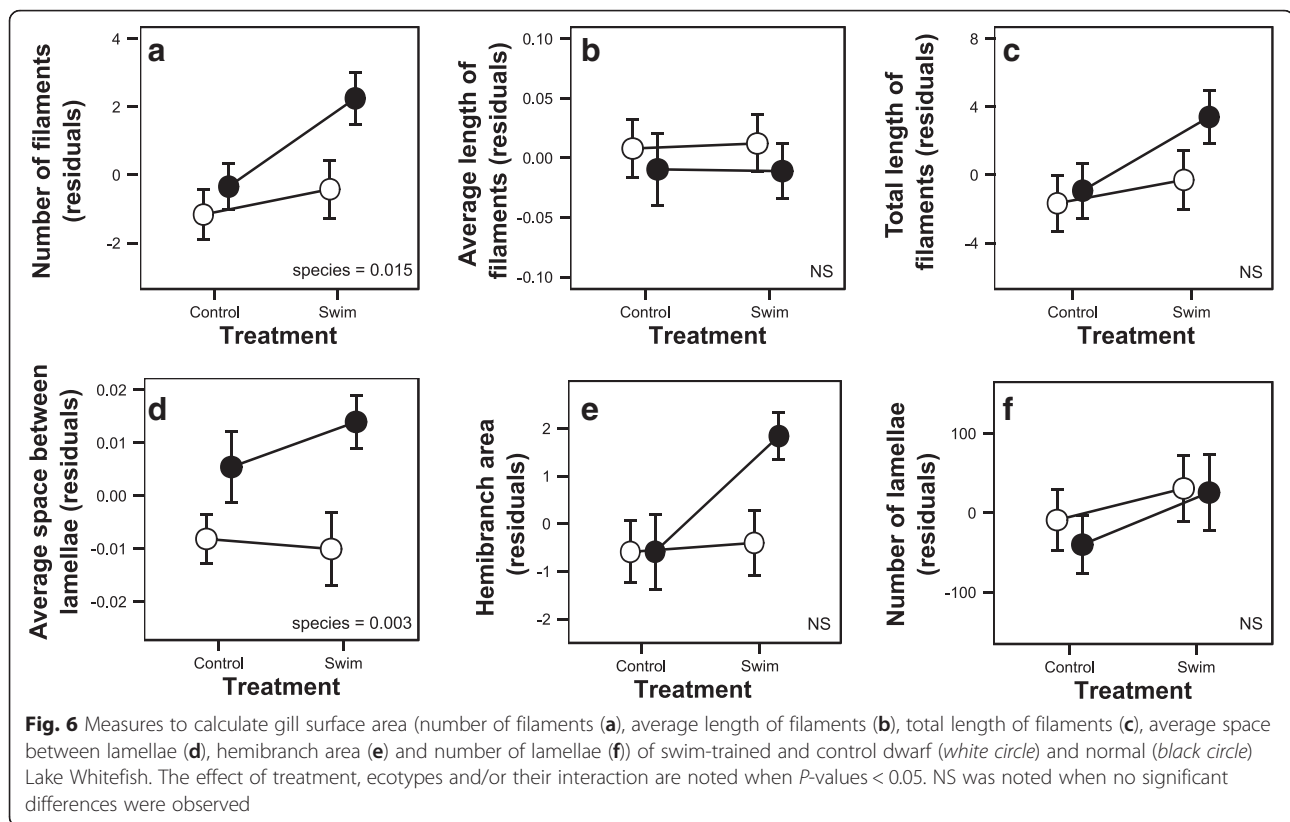 a
Number of filaments
(residuals)
4
2
0
-2
species = 0.015
Control
Swim
Treatment
b
Average length of
filaments (residuals)
0.10
0.05
0.00
-0.05
-0.10
NS
Control
Swim
Treatment
c
Total length of
filaments (residuals)
8
4
0
-4
NS
Control
Swim
Treatment
d
Average space between
lamellae (residuals)
0.02
0.01
0.00
-0.01
-0.02
species = 0.003
Control
Swim
Treatment
e
Hemibranch area
(residuals)
2
1
0
-1
-2
NS
Control
Swim
Treatment
f
Number of lamellae
(residuals)
100
0
-100
NS
Control
Swim
Treatment
Fig. 6 Measures to calculate gill surface area (number of filaments (a), average length of filaments (b), total length of filaments (c), average space
between lamellae (d), hemibranch area (e) and number of lamellae (f)) of swim-trained and control dwarf (white circle) and normal (black circle)
Lake Whitefish. The effect of treatment, ecotypes and/or their interaction are noted when P-values < 0.05. NS was noted when no significant
differences were observed